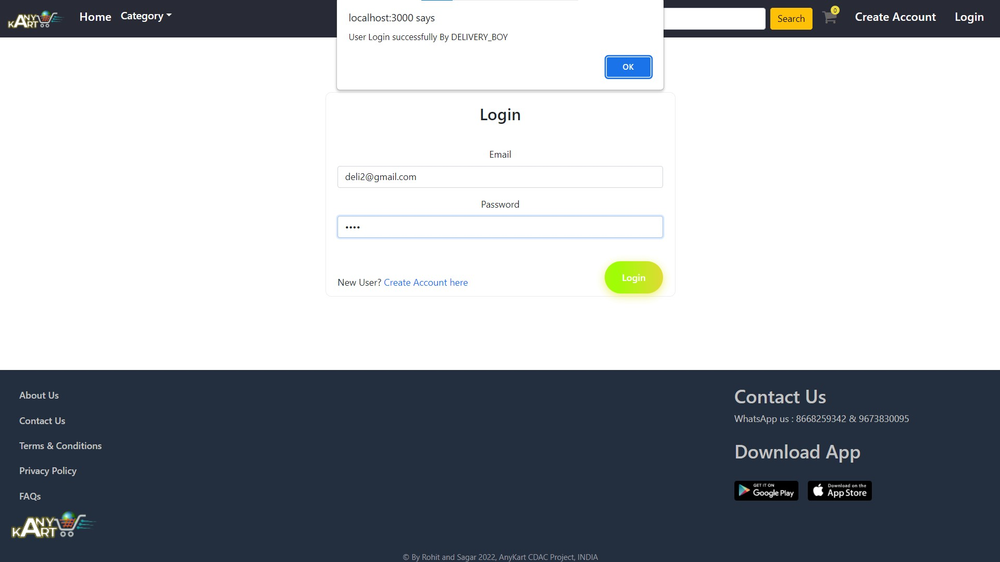 ANY KART
Home
Category
localhost:3000 says
User Login successfully By DELIVERY_BOY
OK
Search
0
Create Account
Login
Login
Email
deli2@gmail.com
Password
••••
New User? Create Account here
Login
About Us
Contact Us
Terms & Conditions
Privacy Policy
FAQs
ANY KART
Contact Us
WhatsApp us : 8668259342 & 9673830095
Download App
GET IT ON
Google Play
Download on the
App Store
© By Rohit and Sagar 2022, AnyKart CDAC Project, INDIA